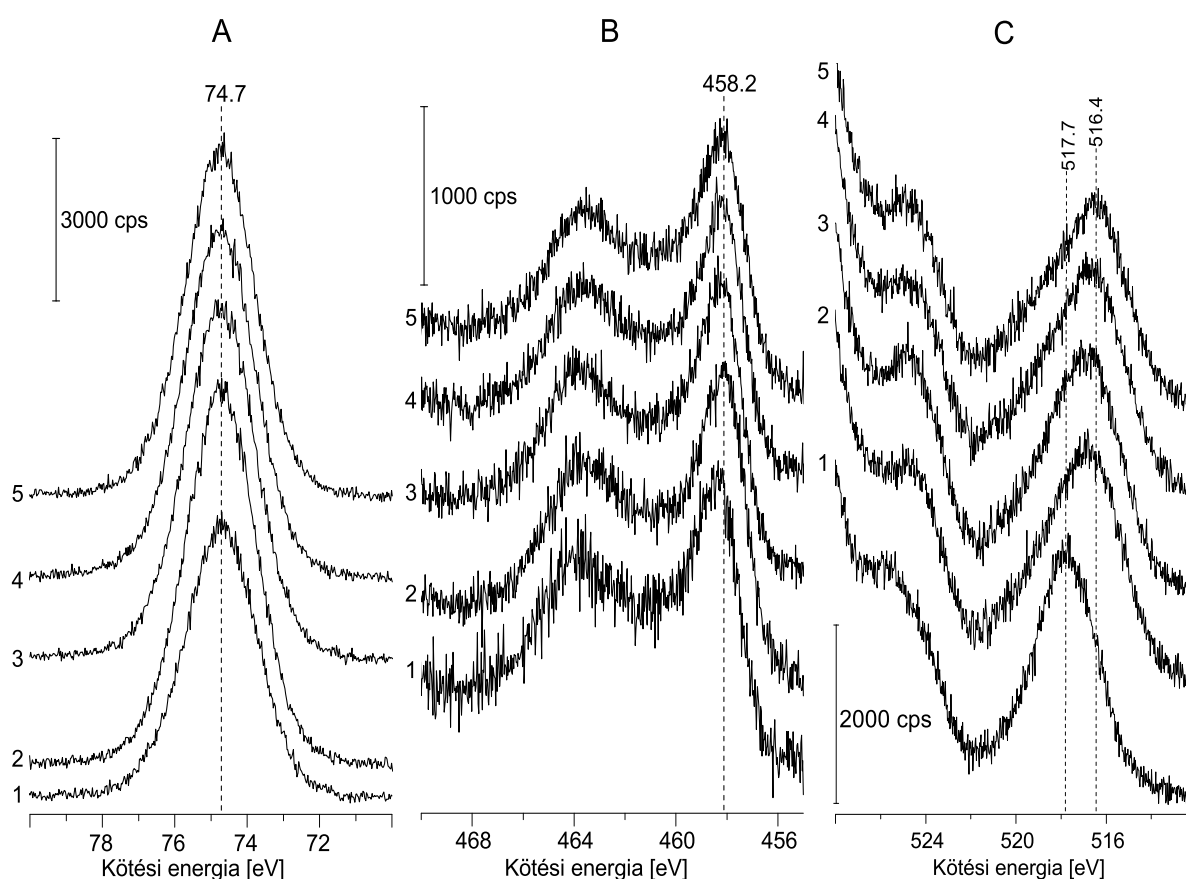 A
B
C
74.7
458.2
517.7
516.4
3000 cps
1000 cps
2000 cps
5
4
3
2
1
5
4
3
2
1
5
4
3
2
1
78 76 74 72
468 464 460 456
524 520 516
Kötési energia [eV]
Kötési energia [eV]
Kötési energia [eV]